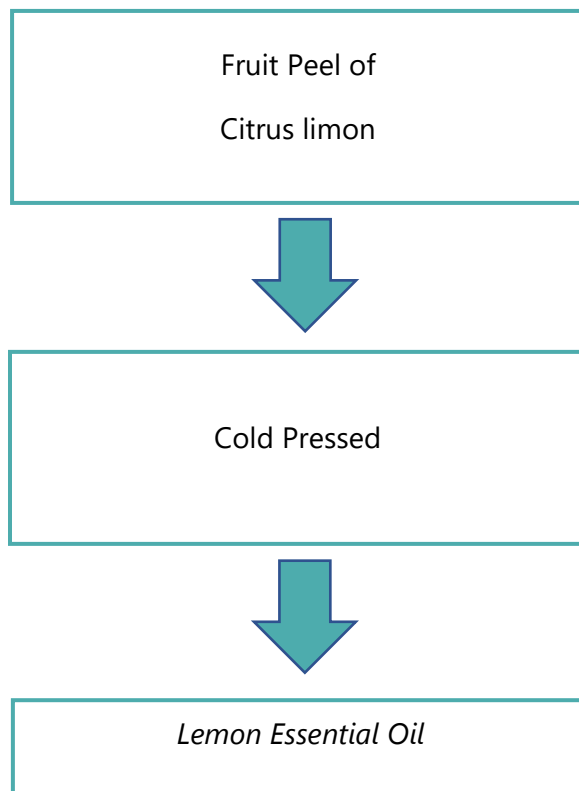 Fruit Peel of
Citrus limon
Cold Pressed
Lemon Essential Oil